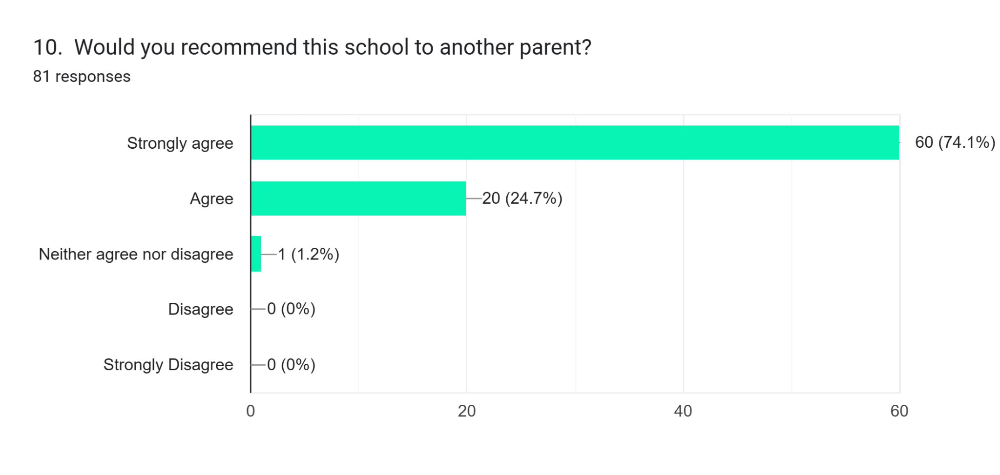 10.  Would you recommend this school to another parent?
81 responses
Strongly agree
60 (74.1%)
Agree
20 (24.7%)
Neither agree nor disagree
1 (1.2%)
Disagree
0 (0%)
Strongly Disagree
0 (0%)
0
20
40
60